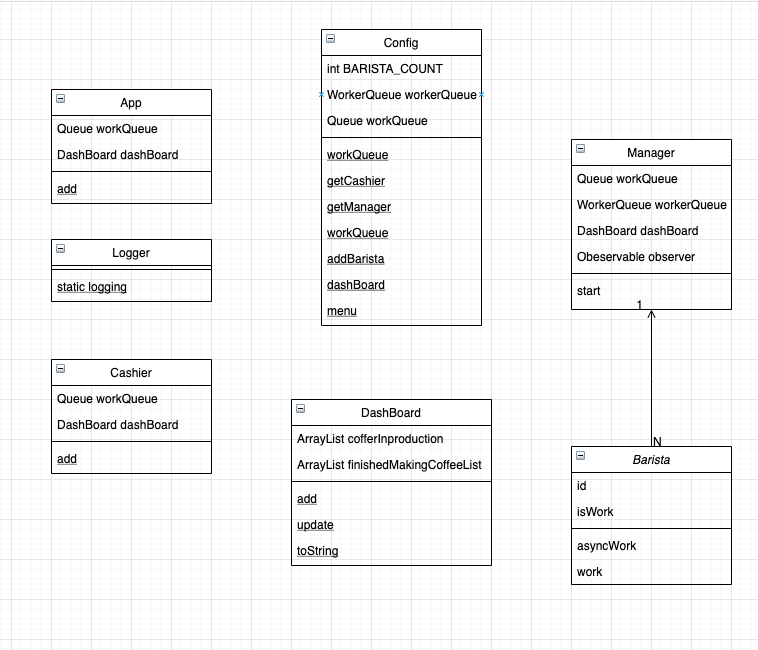 Config
int BARISTA_COUNT
WorkerQueue workerQueue
Queue workQueue
workQueue
getCashier
getManager
workQueue
addBarista
dashBoard
menu
App
Queue workQueue
DashBoard dashBoard
add
Logger
static logging
Cashier
Queue workQueue
DashBoard dashBoard
add
DashBoard
ArrayList cofferInproduction
ArrayList finishedMakingCoffeeList
add
update
toString
Manager
Queue workQueue
WorkerQueue workerQueue
DashBoard dashBoard
Obeservable observer
start
1
N
Barista
id
isWork
asyncWork
work